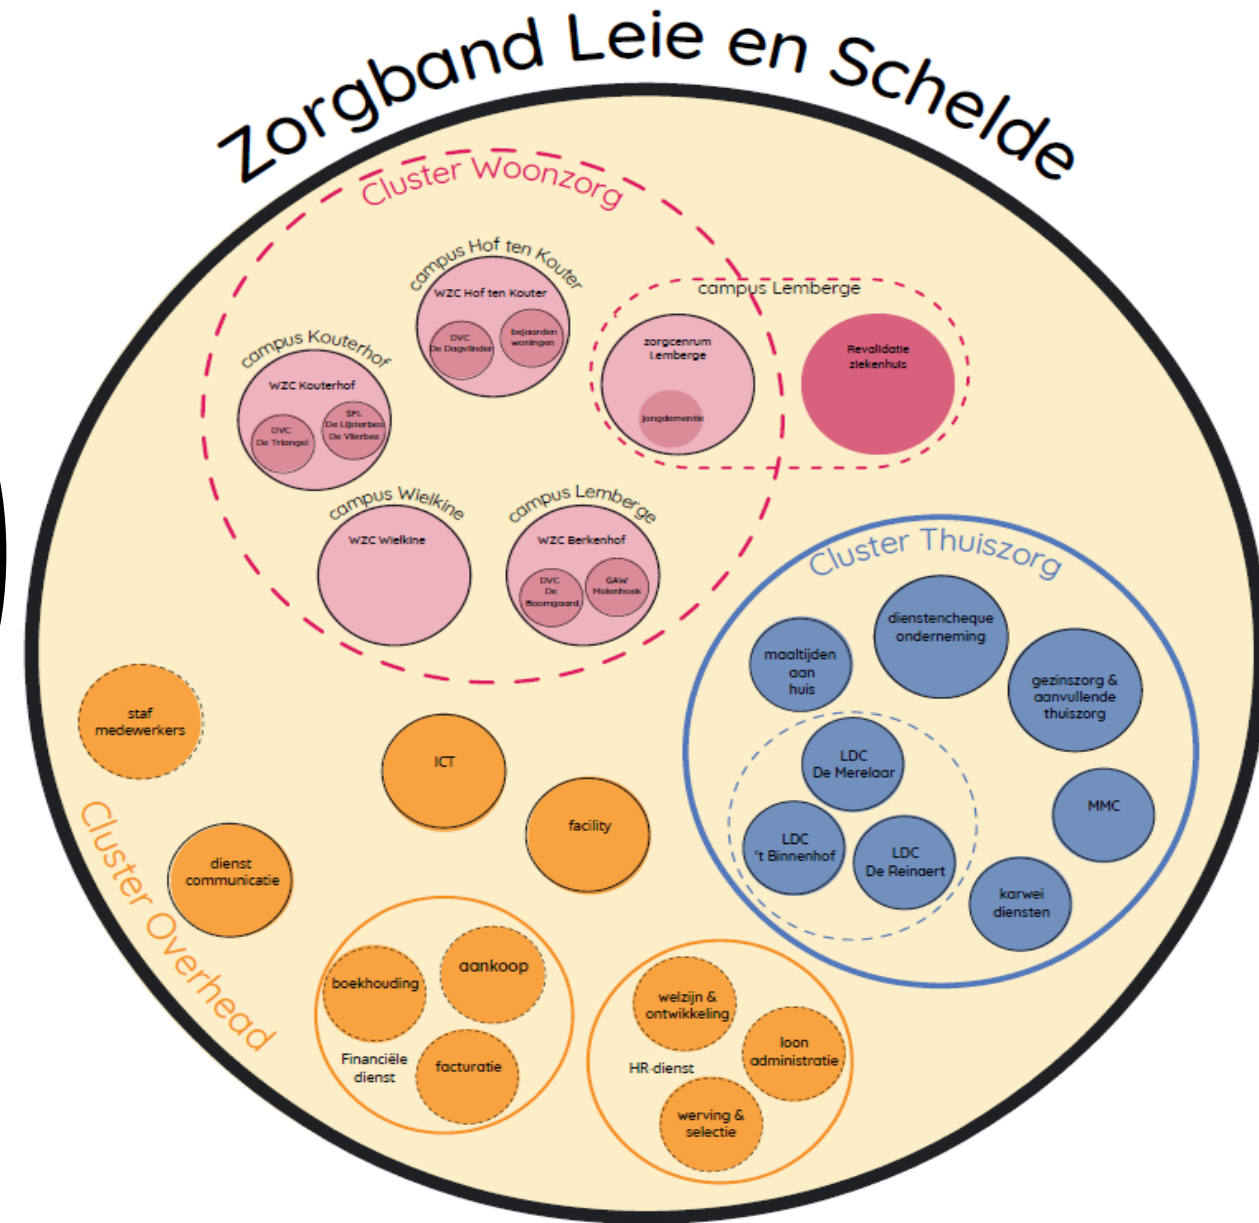 Zorgband Leie en Schelde
Cluster Woonzorg
campus Hof ten Kouter
WZC Hof ten Kouter
DVC
De Dagvlinder
bejaarden
woningen
campus Lemberge
zorgcenrum
Lemberge
jongdementie
Revalidatie
ziekenhuis
campus Kouterhof
WZC Kouterhof
DVC
De Triangel
SFL
De Lijsterbes
De Vlierbes
campus Wielkine
WZC Wielkine
campus Lemberge
WZC Berkenhof
DVC
De
Boomgaard
GAW
Molenhoek
Cluster Thuiszorg
dienstencheque
onderneming
maaltijden
aan
huis
gezinszorg &
aanvullende
thuiszorg
LDC
De Merelaar
LDC
't Binnenhof
LDC
De Reinaert
MMC
karwei
diensten
staf
medewerkers
ICT
facility
dienst
communicatie
Cluster Overhead
boekhouding
aankoop
Financiële
dienst
facturatie
welzijn &
ontwikkeling
loon
administratie
HR-dienst
werving &
selectie